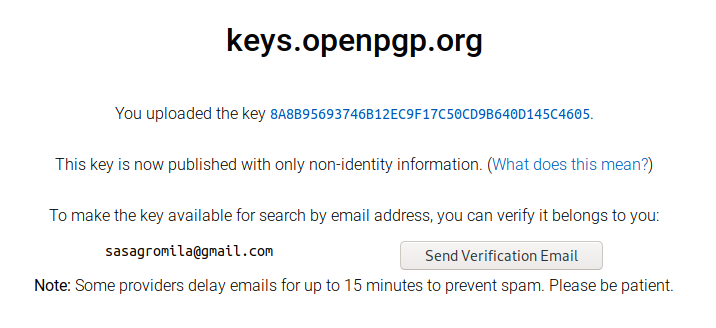 keys.openpgp.org
You uploaded the key 8A8B95693746B12EC9F17C50CD9B640D145C4605.
This key is now published with only non-identity information. (What does this mean?)
To make the key available for search by email address, you can verify it belongs to you:
sasagromila@gmail.com Send Verification Email
Note: Some providers delay emails for up to 15 minutes to prevent spam. Please be patient.